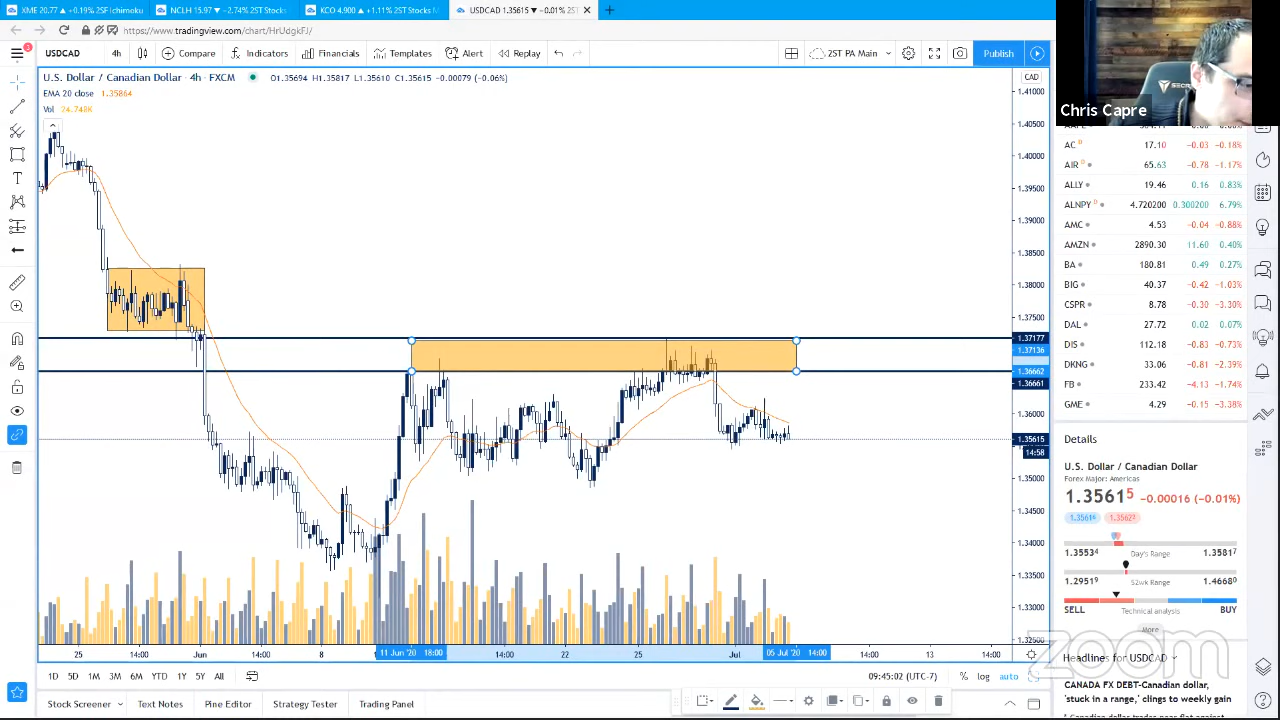 XME 20.77 ▲ +0.19% 2SFichimoku
NCLH 15.97 ▼ −2.74% 2ST Stocks
KCO 4.900 ▲ +1.11% 2ST Stocks M
USDCAD 1.35615 ▼ −0.01% 2ST
https://www.tradingview.com/chart/HrUdgkFJ/
USDCAD 4h Compare Indicators Financials Templates Alert Replay 2ST PA Main Publish
U.S. Dollar / Canadian Dollar · 4h · FXCM O1.35694 H1.35817 L1.35610 C1.35615 −0.00079 (−0.06%)
EMA 20 close 1.35864
Vol 24.748K
CAD
1.41000
1.40500
1.40000
1.39500
1.39000
1.38500
1.38000
1.37500
1.37177
1.37136
1.36662
1.36661
1.36000
1.35615
14:58
1.35000
1.34500
1.34000
1.33500
1.33000
1.32500
25 14:00 Jun 8 11 Jun '20 18:00 14:00 22 25 14:00 Jul 05 Jul '20 14:00 14:00 13 14:00
1D 5D 1M 3M 6M YTD 1Y 5Y All 09:45:02 (UTC-7) % log auto
Stock Screener Text Notes Pine Editor Strategy Tester Trading Panel
Chris Capre
AC D 17.10 −0.03 −0.18%
AIR D 65.63 −0.78 −1.17%
ALLY 19.46 0.16 0.83%
ALNPY D 4.720200 0.300200 6.79%
AMC 4.53 −0.04 −0.88%
AMZN 2890.30 11.60 0.40%
BA 180.81 0.49 0.27%
BIG 40.37 −0.42 −1.03%
CSPR 8.78 −0.30 −3.30%
DAL 27.72 0.02 0.07%
DIS 112.18 −0.83 −0.73%
DKNG 33.06 −0.81 −2.39%
FB 233.42 −4.13 −1.74%
GME 4.29 −0.15 −3.38%
Details
U.S. Dollar / Canadian Dollar
Forex Major: Americas
1.35615 −0.00016 (−0.01%)
1.35616 1.35627
1.35534 Day's Range 1.35817
1.29519 52wk Range 1.46680
SELL Technical analysis BUY
More
zoom
Headlines for USDCAD
CANADA FX DEBT-Canadian dollar,
'stuck in a range,' clings to weekly gain
* Canadian dollar trades near flat against